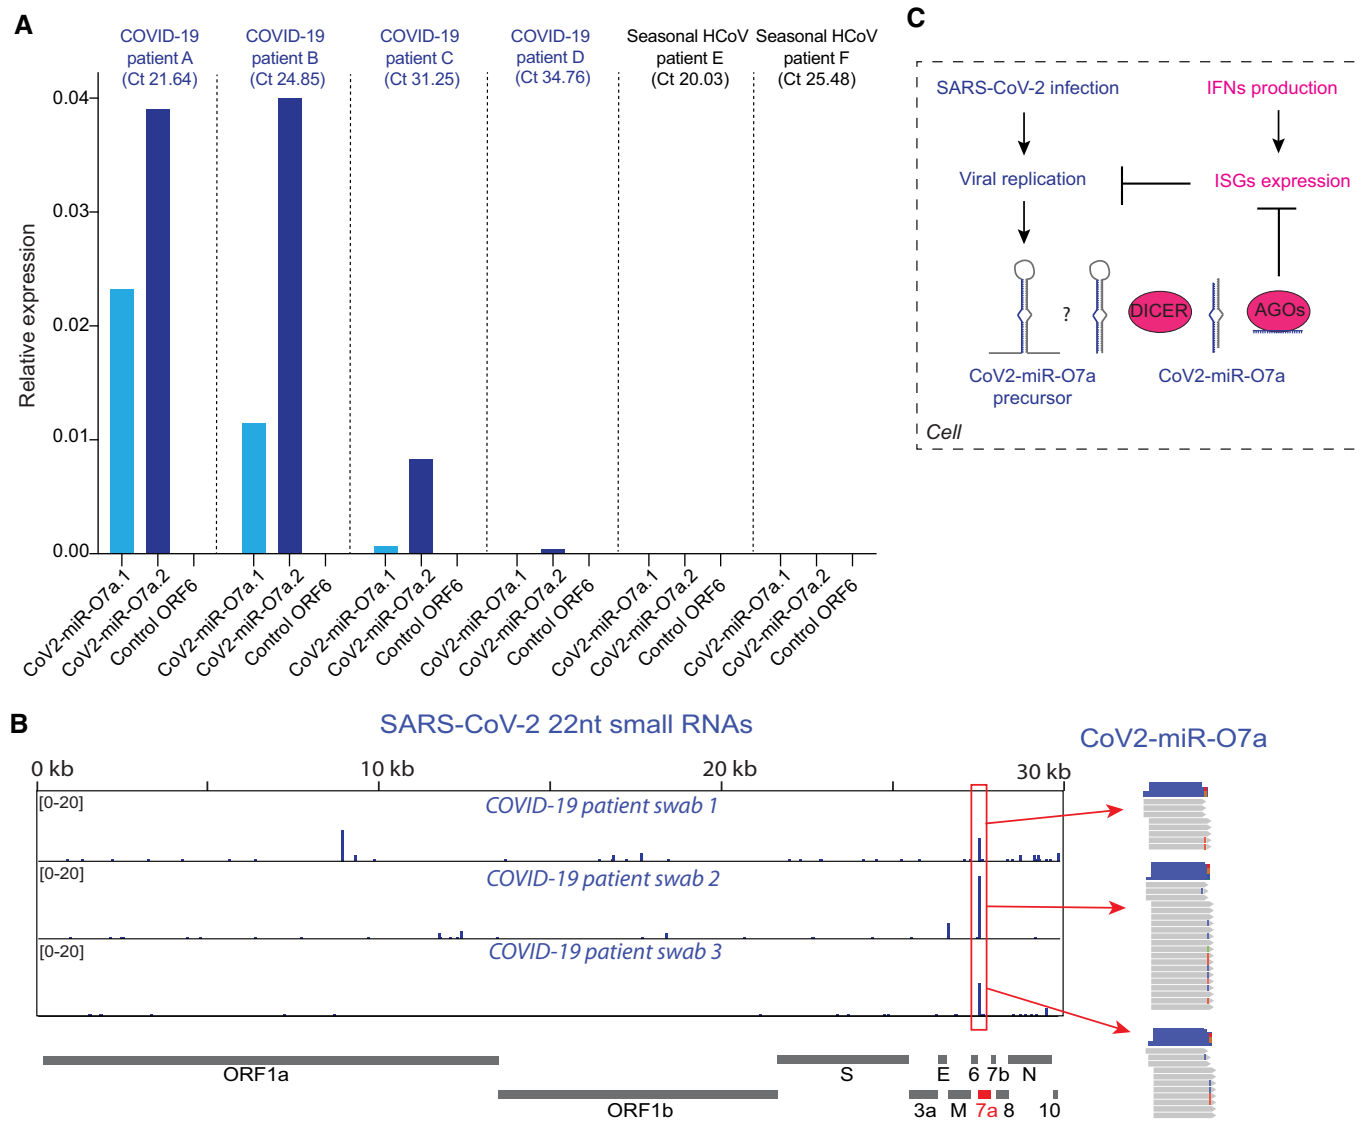 A
COVID-19
patient A
(Ct 21.64)
COVID-19
patient B
(Ct 24.85)
COVID-19
patient C
(Ct 31.25)
COVID-19
patient D
(Ct 34.76)
Seasonal HCoV
patient E
(Ct 20.03)
Seasonal HCoV
patient F
(Ct 25.48)
Relative expression
0.04
0.03
0.02
0.01
0.00
CoV2-miR-O7a.1
CoV2-miR-O7a.2
Control ORF6
CoV2-miR-O7a.1
CoV2-miR-O7a.2
Control ORF6
CoV2-miR-O7a.1
CoV2-miR-O7a.2
Control ORF6
CoV2-miR-O7a.1
CoV2-miR-O7a.2
Control ORF6
CoV2-miR-O7a.1
CoV2-miR-O7a.2
Control ORF6
CoV2-miR-O7a.1
CoV2-miR-O7a.2
Control ORF6
C
SARS-CoV-2 infection
IFNs production
Viral replication
ISGs expression
?
DICER
AGOs
CoV2-miR-O7a
precursor
CoV2-miR-O7a
Cell
B
SARS-CoV-2 22nt small RNAs
CoV2-miR-O7a
0 kb
10 kb
20 kb
30 kb
[0-20]
COVID-19 patient swab 1
[0-20]
COVID-19 patient swab 2
[0-20]
COVID-19 patient swab 3
ORF1a
S
E
6
7b
N
ORF1b
3a
M
7a
8
10